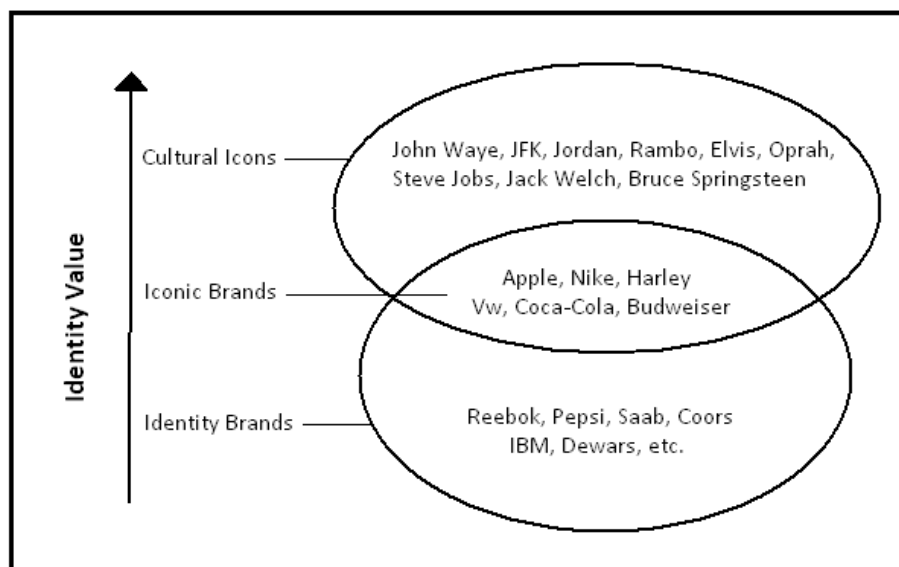 Identity Value
Cultural Icons
John Waye, JFK, Jordan, Rambo, Elvis, Oprah,
Steve Jobs, Jack Welch, Bruce Springsteen
Iconic Brands
Apple, Nike, Harley
Vw, Coca-Cola, Budweiser
Identity Brands
Reebok, Pepsi, Saab, Coors
IBM, Dewars, etc.